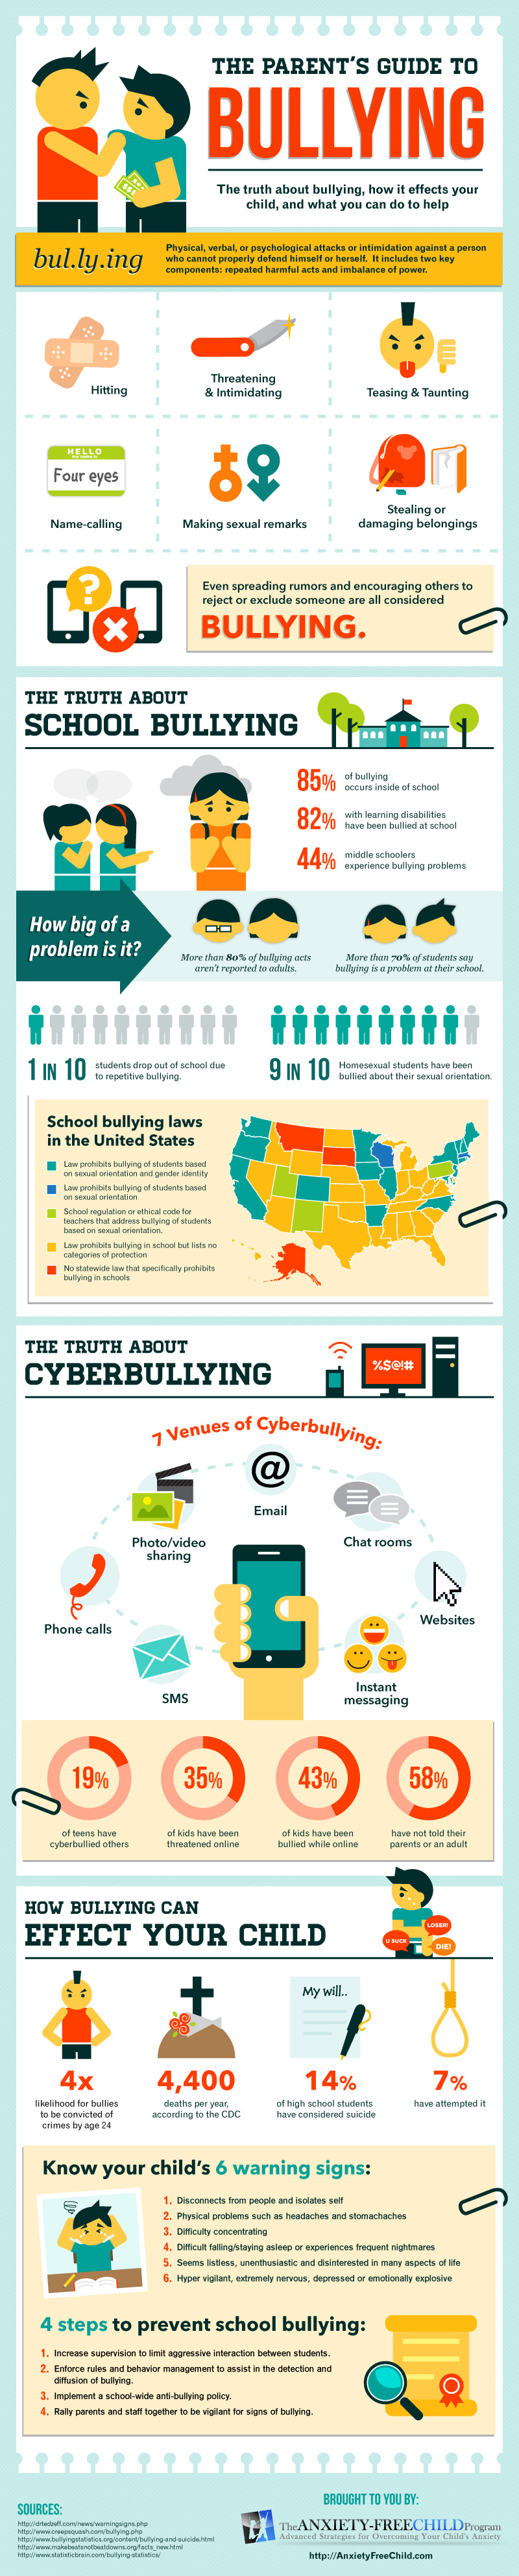 THE PARENT'S GUIDE TO
BULLYING
The truth about bullying, how it effects your
child, and what you can do to help
bul.ly.ing
Physical, verbal, or psychological attacks or intimidation against a person
who cannot properly defend himself or herself. It includes two key
components: repeated harmful acts and imbalance of power.
Hitting
Threatening
& Intimidating
Teasing & Taunting
HELLO
my name is
Four eyes
Name-calling
Making sexual remarks
Stealing or
damaging belongings
?
Even spreading rumors and encouraging others to
reject or exclude someone are all considered
BULLYING.
THE TRUTH ABOUT
SCHOOL BULLYING
85% of bullying
occurs inside of school
82% with learning disabilities
have been bullied at school
44% middle schoolers
experience bullying problems
How big of a
problem is it?
More than 80% of bullying acts
aren't reported to adults.
More than 70% of students say
bullying is a problem at their school.
1 IN 10 students drop out of school due
to repetitive bullying.
9 IN 10 Homesexual students have been
bullied about their sexual orientation.
School bullying laws
in the United States
Law prohibits bullying of students based
on sexual orientation and gender identity
Law prohibits bullying of students based
on sexual orientation
School regulation or ethical code for
teachers that address bullying of students
based on sexual orientation.
Law prohibits bullying in school but lists no
categories of protection
No statewide law that specifically prohibits
bullying in schools
THE TRUTH ABOUT
CYBERBULLYING
%$@!#
7 Venues of Cyberbullying:
@
Email
Photo/video
sharing
Chat rooms
Phone calls
Websites
SMS
Instant
messaging
19%
of teens have
cyberbullied others
35%
of kids have been
threatened online
43%
of kids have been
bullied while online
58%
have not told their
parents or an adult
HOW BULLYING CAN
EFFECT YOUR CHILD
LOSER!
U SUCK
DIE!
My will..
4x
likelihood for bullies
to be convicted of
crimes by age 24
4,400
deaths per year,
according to the CDC
14%
of high school students
have considered suicide
7%
have attempted it
Know your child's 6 warning signs:
1. Disconnects from people and isolates self
2. Physical problems such as headaches and stomachaches
3. Difficulty concentrating
4. Difficult falling/staying asleep or experiences frequent nightmares
5. Seems listless, unenthusiastic and disinterested in many aspects of life
6. Hyper vigilant, extremely nervous, depressed or emotionally explosive
4 steps to prevent school bullying:
1. Increase supervision to limit aggressive interaction between students.
2. Enforce rules and behavior management to assist in the detection and
diffusion of bullying.
3. Implement a school-wide anti-bullying policy.
4. Rally parents and staff together to be vigilant for signs of bullying.
SOURCES:
http://drtedzeff.com/news/warningsigns.php
http://www.creepsquash.com/bullying.php
http://www.bullyingstatistics.org/content/bullying-and-suicide.html
http://www.makebeatsnotbeatdowns.org/facts_new.html
http://www.statisticbrain.com/bullying-statistics/
BROUGHT TO YOU BY:
The ANXIETY-FREE CHILD Program
Advanced Strategies for Overcoming Your Child's Anxiety
http://AnxietyFreeChild.com